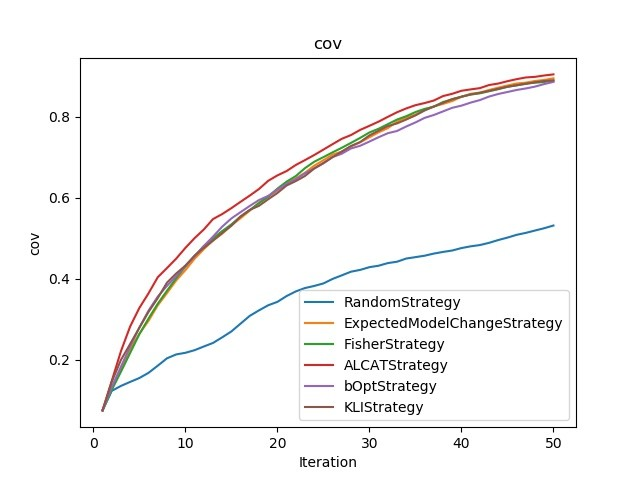 cov
cov
0.8
0.6
0.4
0.2
RandomStrategy
ExpectedModelChangeStrategy
FisherStrategy
ALCATStrategy
bOptStrategy
KLIStrategy
0 10 20 30 40 50
Iteration